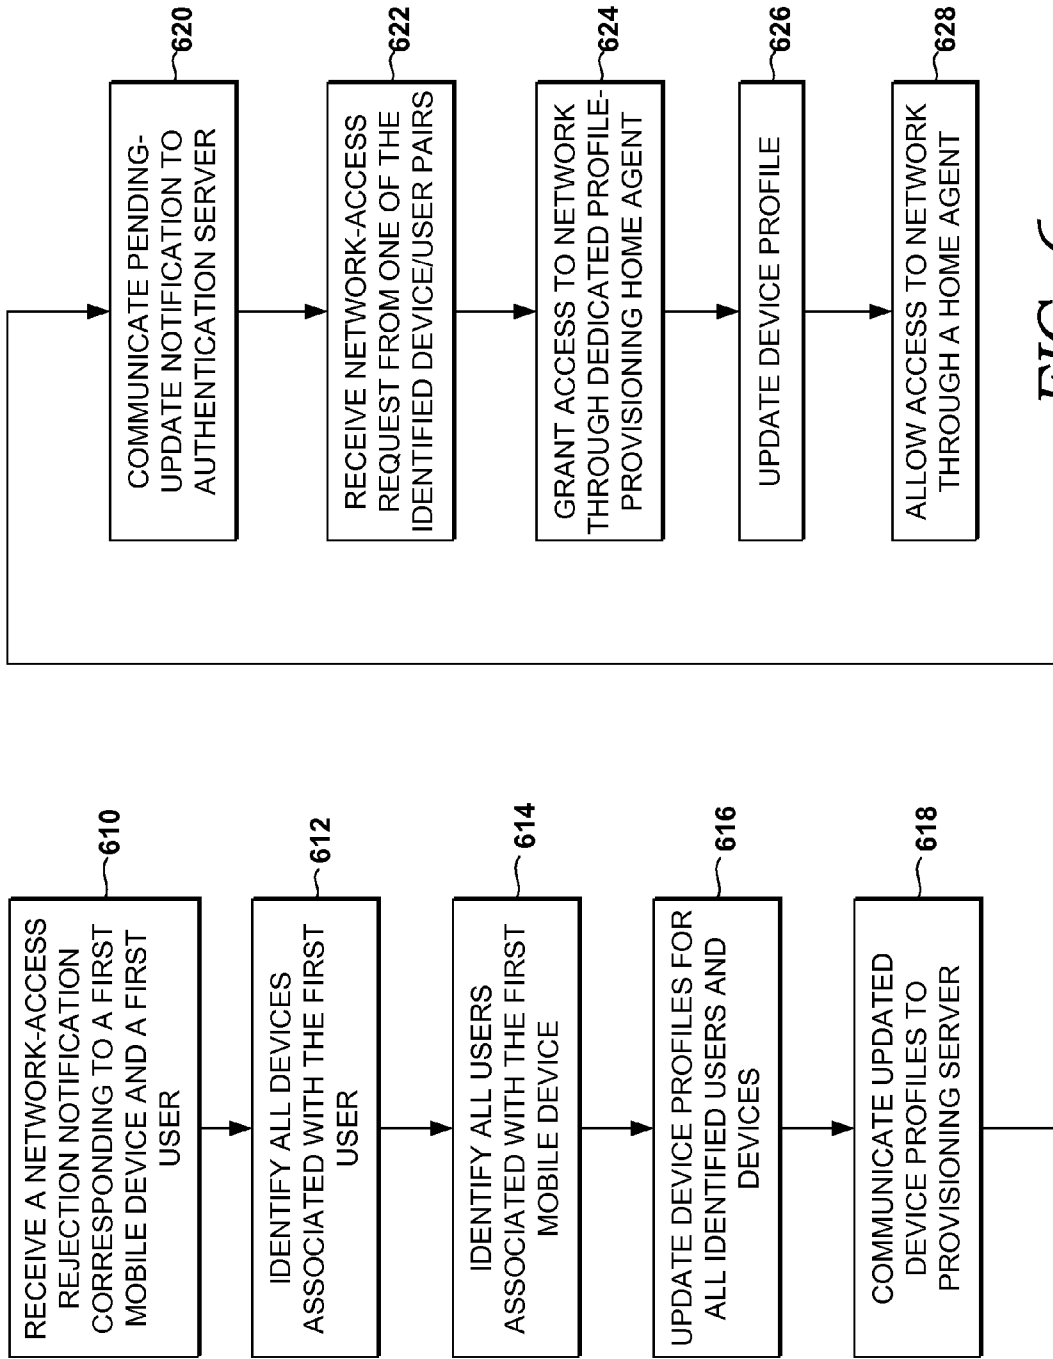 RECEIVE A NETWORK-ACCESS
REJECTION NOTIFICATION
CORRESPONDING TO A FIRST
MOBILE DEVICE AND A FIRST
USER
610
IDENTIFY ALL DEVICES
ASSOCIATED WITH THE FIRST
USER
612
IDENTIFY ALL USERS
ASSOCIATED WITH THE FIRST
MOBILE DEVICE
614
UPDATE DEVICE PROFILES FOR
ALL IDENTIFIED USERS AND
DEVICES
616
COMMUNICATE UPDATED
DEVICE PROFILES TO
PROVISIONING SERVER
618
COMMUNICATE PENDING-
UPDATE NOTIFICATION TO
AUTHENTICATION SERVER
620
RECEIVE NETWORK-ACCESS
REQUEST FROM ONE OF THE
IDENTIFIED DEVICE/USER PAIRS
622
GRANT ACCESS TO NETWORK
THROUGH DEDICATED PROFILE-
PROVISIONING HOME AGENT
624
UPDATE DEVICE PROFILE
626
ALLOW ACCESS TO NETWORK
THROUGH A HOME AGENT
628